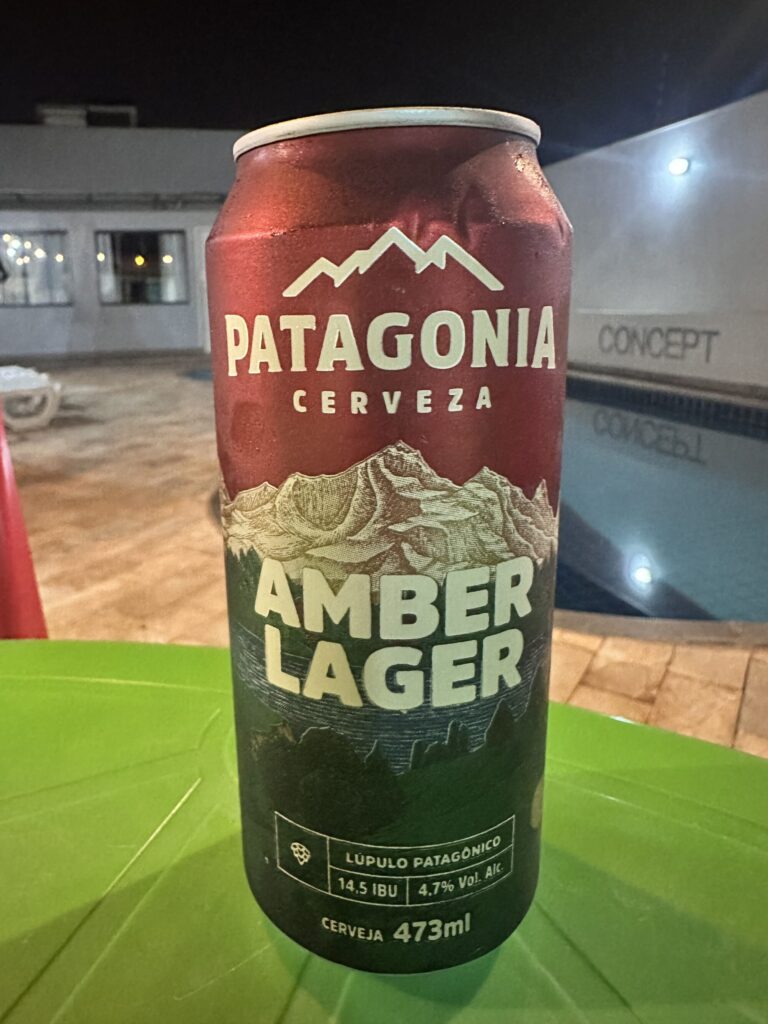 PATAGONIA
CERVEZA
AMBER
LAGER
LÚPULO PATAGÔNICO
14,5 IBU
4,7% Vol. Alc.
CERVEJA 473ml
CONCEPT